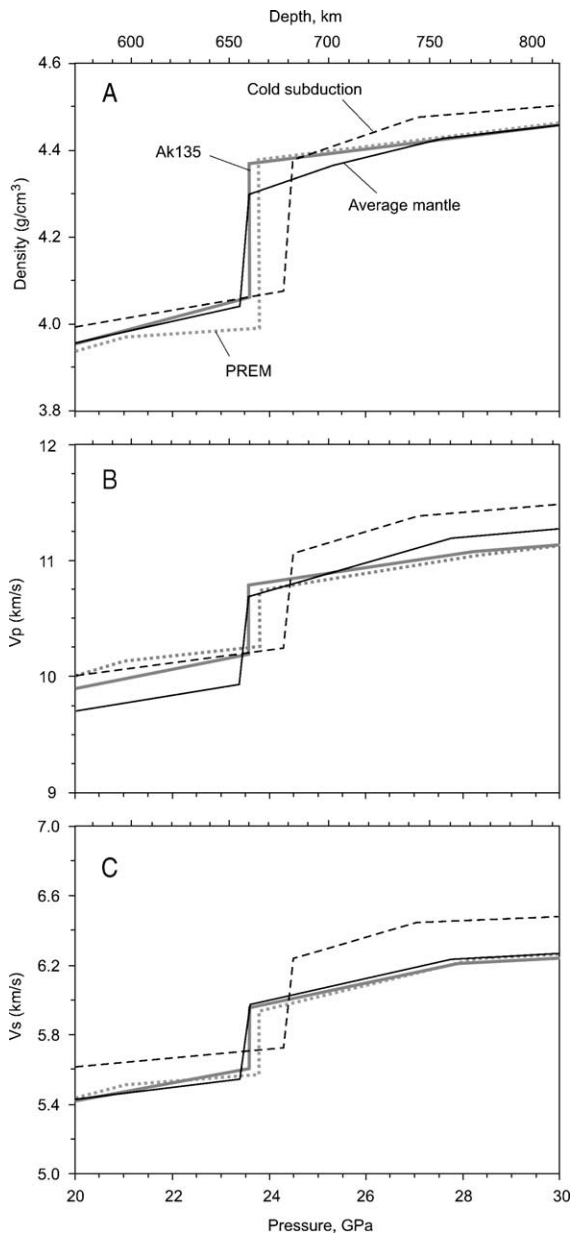 Depth, km
600 650 700 750 800
4.6
A
Cold subduction
Ak135
4.4
Average mantle
Density (g/cm³)
4.2
4.0
PREM
3.8
12
B
11
Vp (km/s)
10
9
7.0
C
6.6
6.2
Vs (km/s)
5.8
5.4
5.0
20 22 24 26 28 30
Pressure, GPa